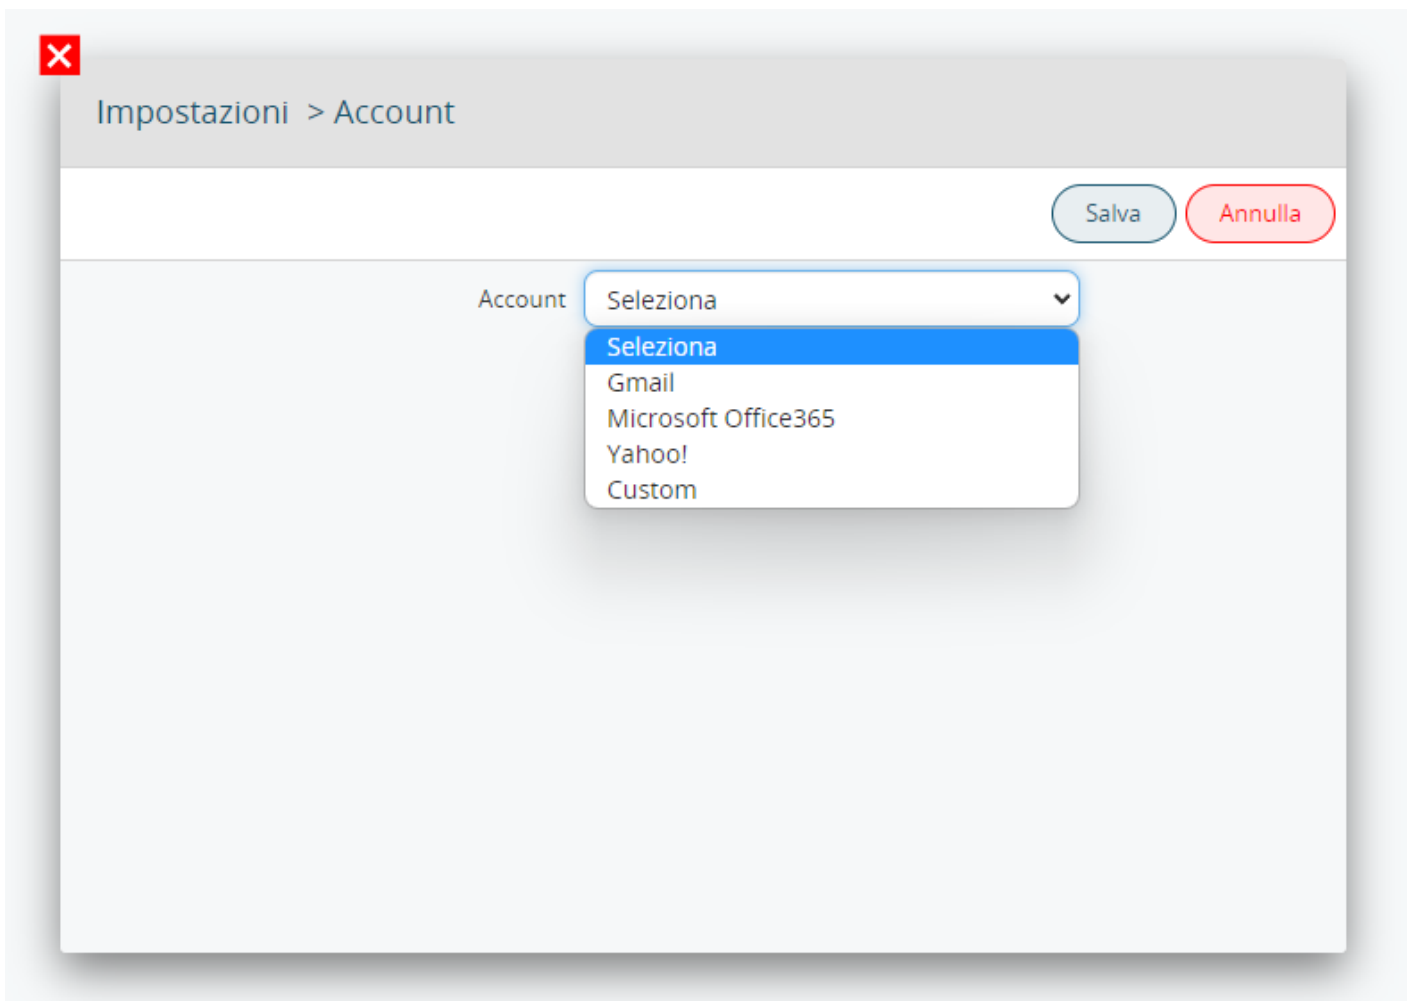 Impostazioni > Account
Salva Annulla
Account Seleziona
Seleziona
Gmail
Microsoft Office365
Yahoo!
Custom